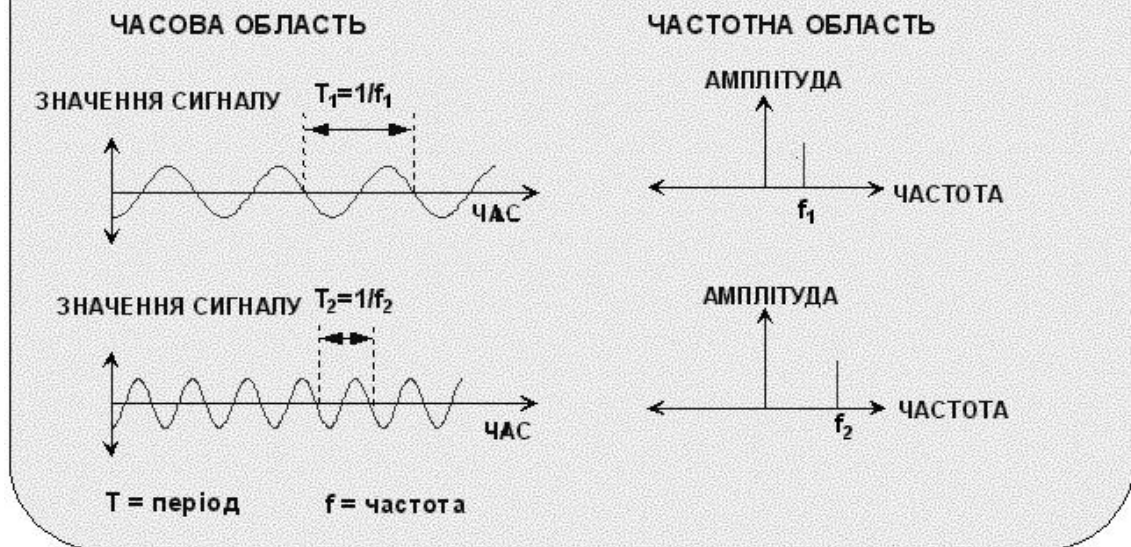 ЧАСОВА ОБЛАСТЬ
ЧАСТОТНА ОБЛАСТЬ
ЗНАЧЕННЯ СИГНАЛУ
T₁=1/f₁
ЧАС
АМПЛІТУДА
ЧАСТОТА
f₁
ЗНАЧЕННЯ СИГНАЛУ
T₂=1/f₂
ЧАС
АМПЛІТУДА
ЧАСТОТА
f₂
T = період
f = частота